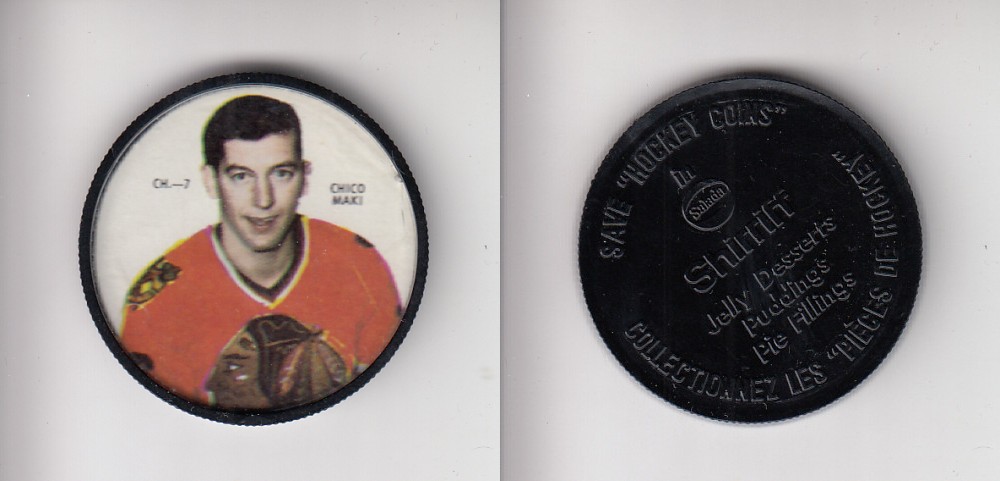 CH.—7
CHICO
MAKI
SAVE "HOCKEY COINS"
in
Salada
Shirriff
Jelly Desserts
Puddings
Pie Fillings
COLLECTIONNEZ LES "PIÈCES DE HOCKEY"